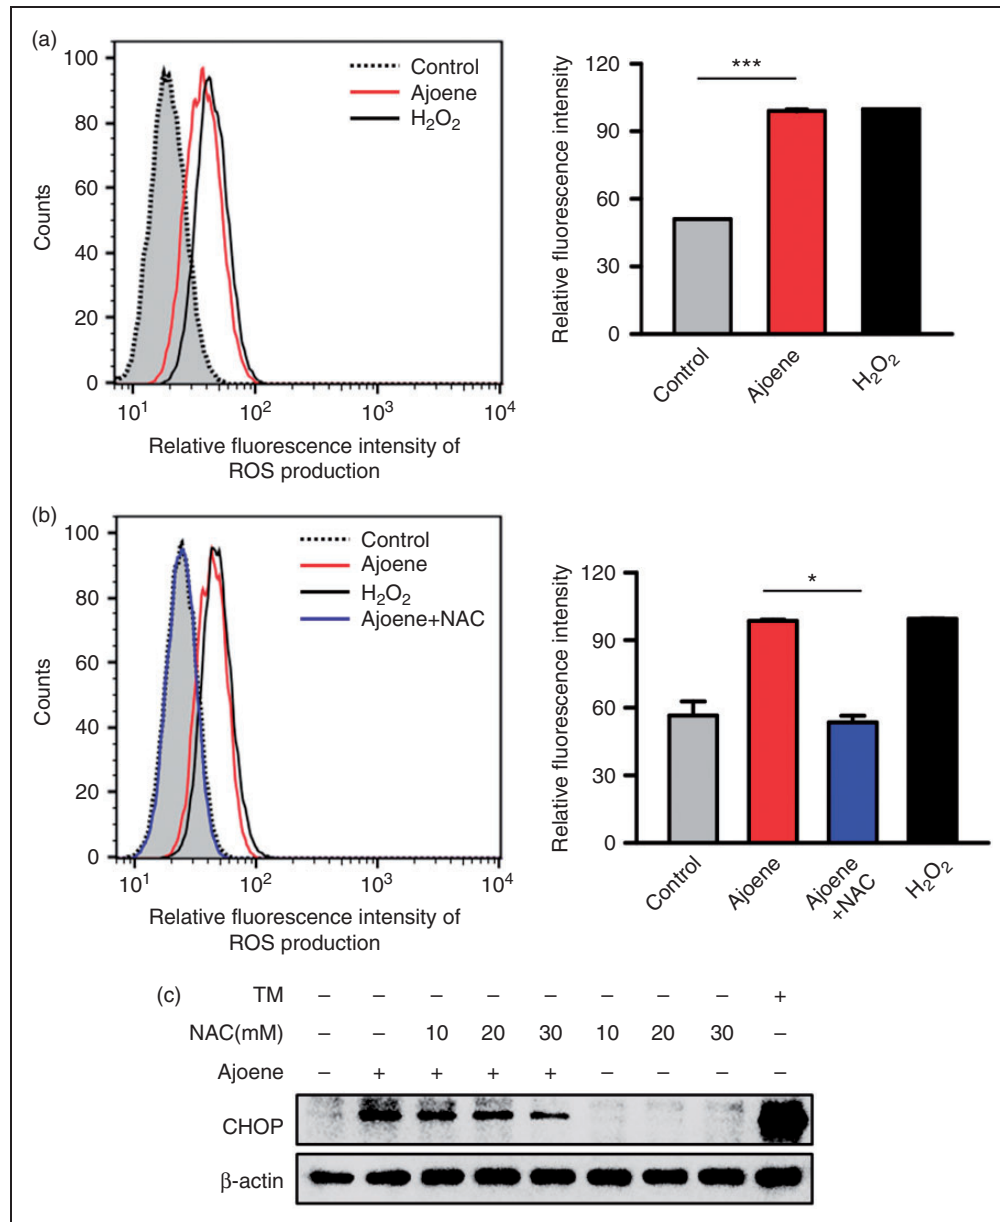 (a)
100
80
60
40
20
0
Counts
10¹ 10² 10³ 10⁴
Relative fluorescence intensity of
ROS production
Control
Ajoene
H₂O₂
120
90
60
30
0
Relative fluorescence intensity
***
Control
Ajoene
H₂O₂
(b)
100
80
60
40
20
0
Counts
10¹ 10² 10³ 10⁴
Relative fluorescence intensity of
ROS production
Control
Ajoene
H₂O₂
Ajoene+NAC
120
90
60
30
0
Relative fluorescence intensity
*
Control
Ajoene
Ajoene
+NAC
H₂O₂
(c)
TM – – – – – – – – +
NAC(mM) – – 10 20 30 10 20 30 –
Ajoene – + + + + – – – –
CHOP
β-actin